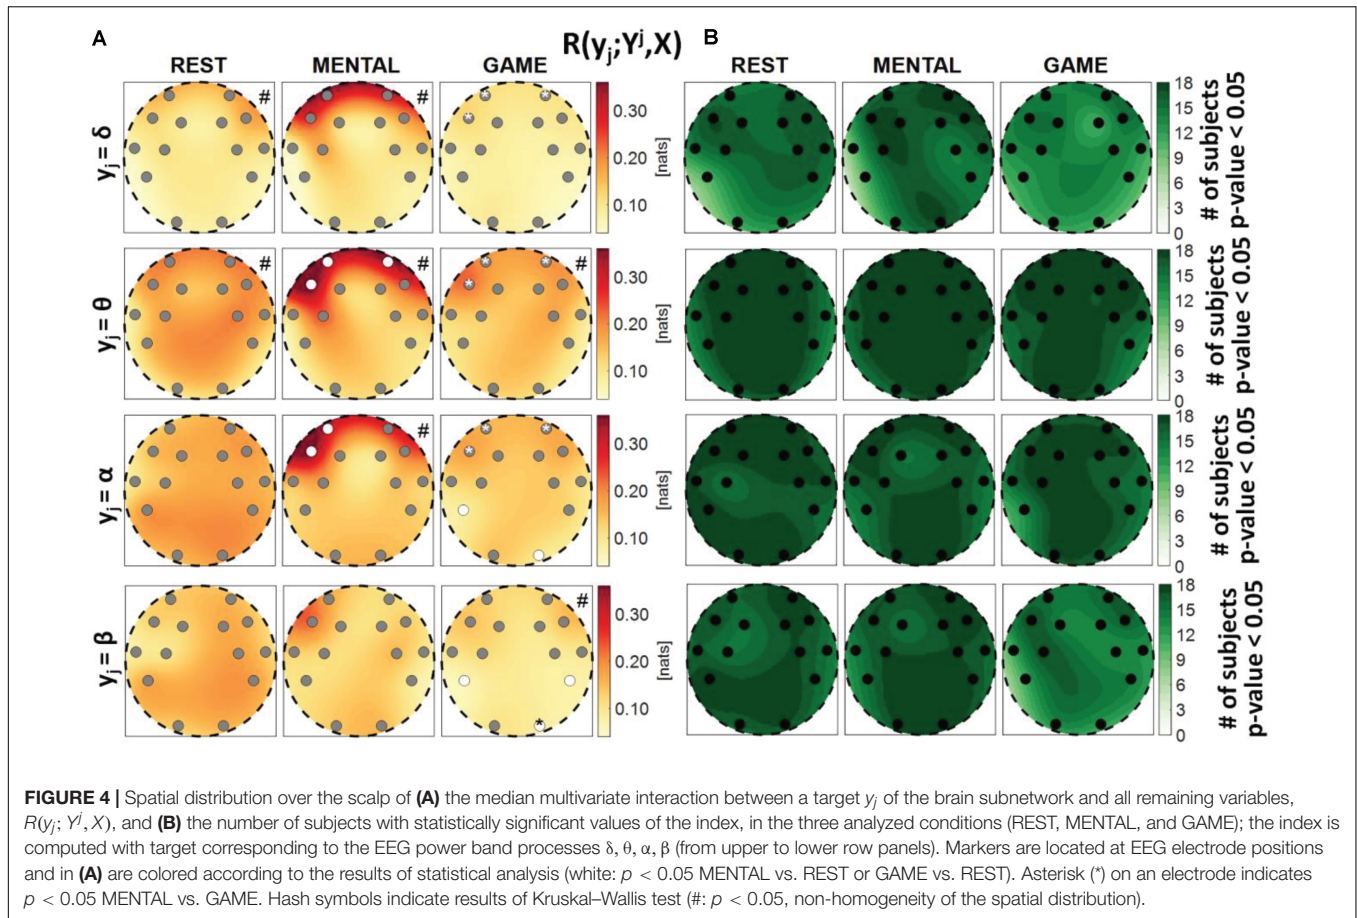 A
R(yj;Yj,X)
B
REST MENTAL GAME
REST MENTAL GAME
yj = δ
# # 
0.30
0.20
0.10
[nats]
18
15
12
9
6
3
0
# of subjects
p-value < 0.05
yj = θ
# #
0.30
0.20
0.10
[nats]
18
15
12
9
6
3
0
# of subjects
p-value < 0.05
yj = α
#
0.30
0.20
0.10
[nats]
18
15
12
9
6
3
0
# of subjects
p-value < 0.05
yj = β
#
0.30
0.20
0.10
[nats]
18
15
12
9
6
3
0
# of subjects
p-value < 0.05
FIGURE 4 | Spatial distribution over the scalp of (A) the median multivariate interaction between a target yj of the brain subnetwork and all remaining variables,
R(yj; Yj, X), and (B) the number of subjects with statistically significant values of the index, in the three analyzed conditions (REST, MENTAL, and GAME); the index is
computed with target corresponding to the EEG power band processes δ, θ, α, β (from upper to lower row panels). Markers are located at EEG electrode positions
and in (A) are colored according to the results of statistical analysis (white: p < 0.05 MENTAL vs. REST or GAME vs. REST). Asterisk (*) on an electrode indicates
p < 0.05 MENTAL vs. GAME. Hash symbols indicate results of Kruskal–Wallis test (#: p < 0.05, non-homogeneity of the spatial distribution).